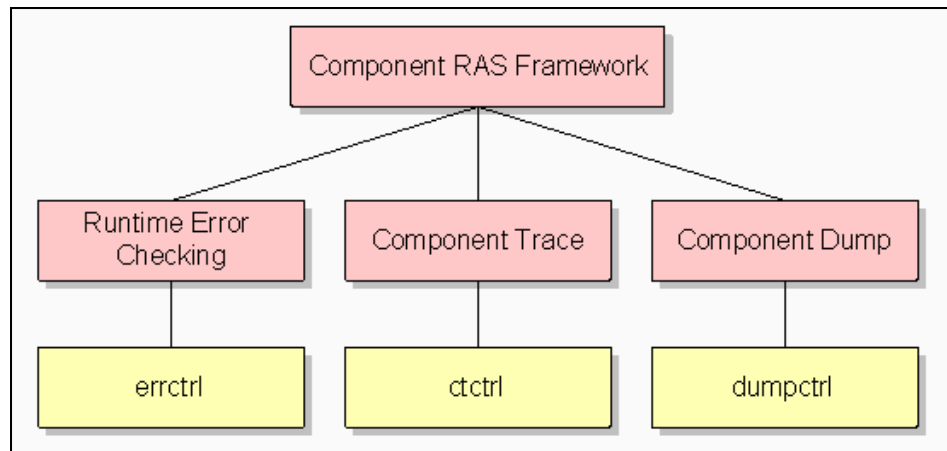 Component RAS Framework
Runtime Error
Checking
Component Trace
Component Dump
errctrl
ctctrl
dumpctrl